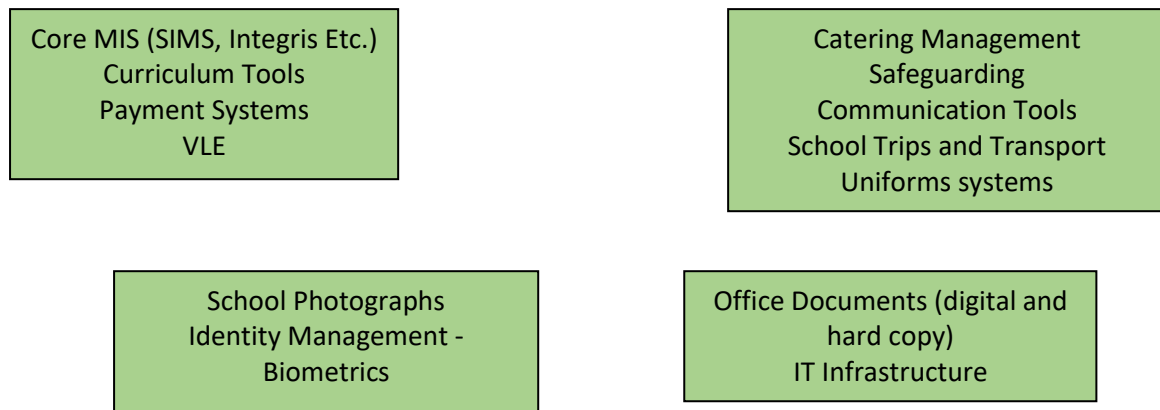 Core MIS (SIMS, Integris Etc.)
Curriculum Tools
Payment Systems
VLE
Catering Management
Safeguarding
Communication Tools
School Trips and Transport
Uniforms systems
School Photographs
Identity Management -
Biometrics
Office Documents (digital and
hard copy)
IT Infrastructure